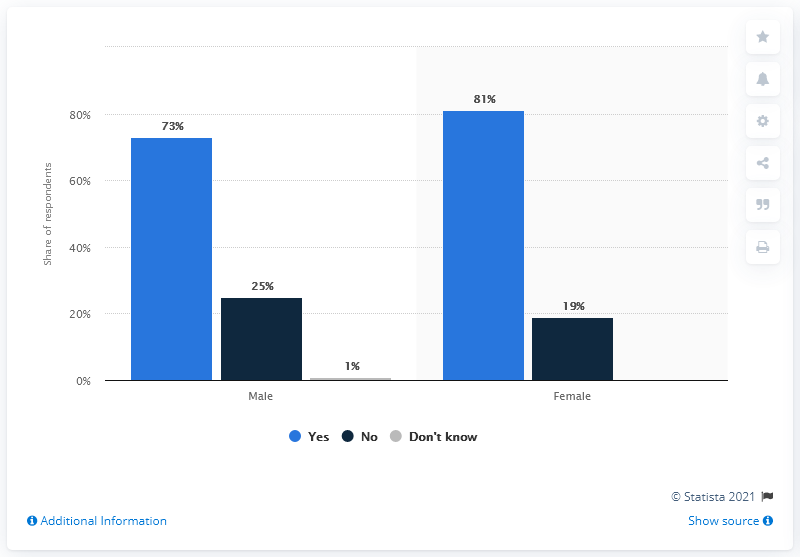 Share of respondents
80%
60%
40%
20%
0%
73%
25%
1%
81%
19%
Male
Female
Yes
No
Don't know
© Statista 2021
Additional Information
Show source